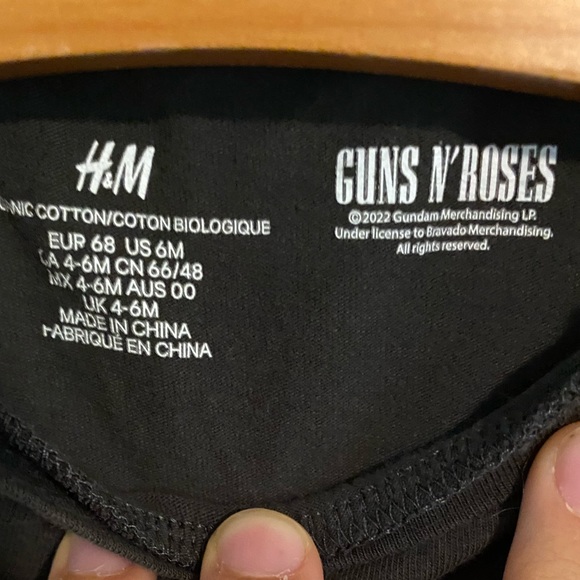 H&M
COTTON/COTON BIOLOGIQUE
EUR 68 US 6M
4-6M CN 66/48
MX 4-6M AUS 00
UK 4-6M
MADE IN CHINA
FABRIQUÉ EN CHINA
GUNS N' ROSES
©2022 Gundam Merchandising LP.
Under license to Bravado Merchandising.
All rights reserved.